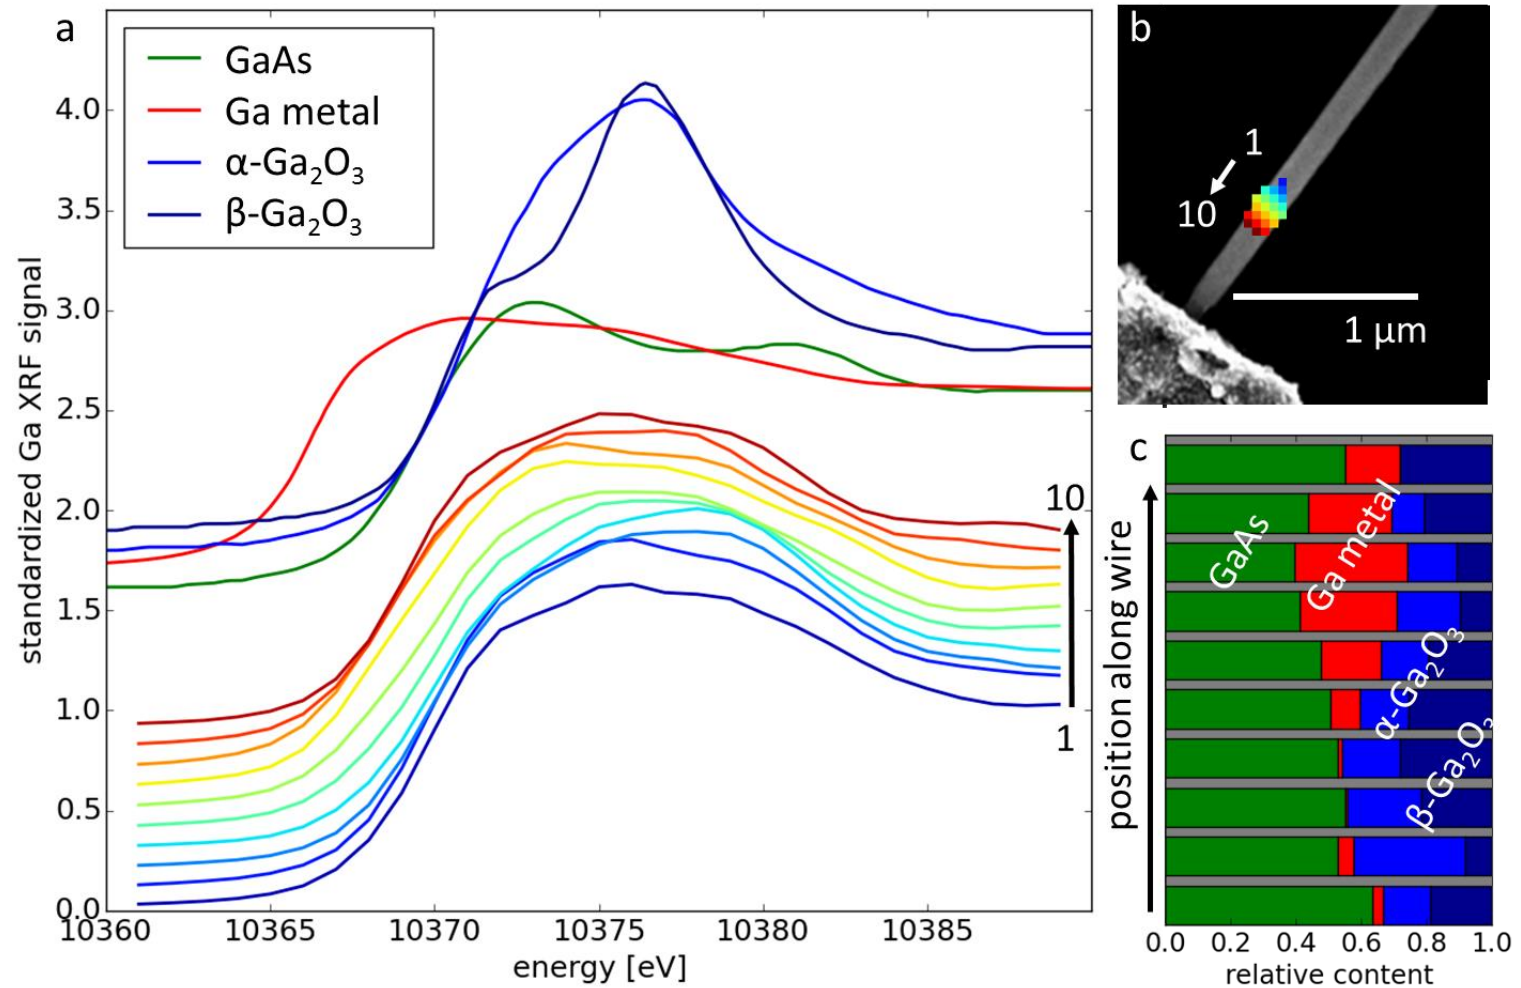 a
GaAs
Ga metal
α-Ga₂O₃
β-Ga₂O₃
4.0
3.5
3.0
2.5
2.0
1.5
1.0
0.5
0.0
standardized Ga XRF signal
10360 10365 10370 10375 10380 10385
energy [eV]
10
1
b
1
10
1 μm
c
GaAs
Ga metal
α-Ga₂O₃
β-Ga₂O₃
position along wire
0.0 0.2 0.4 0.6 0.8 1.0
relative content